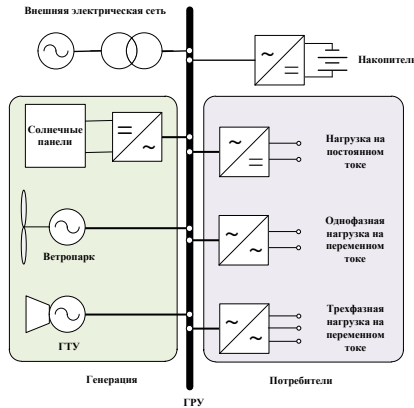 Внешняя электрическая сеть
Накопитель
Солнечные
панели
Нагрузка на
постоянном
токе
Ветропарк
Однофазная
нагрузка на
переменном
токе
ГТУ
Трехфазная
нагрузка на
переменном
токе
Генерация
Потребители
ГРУ